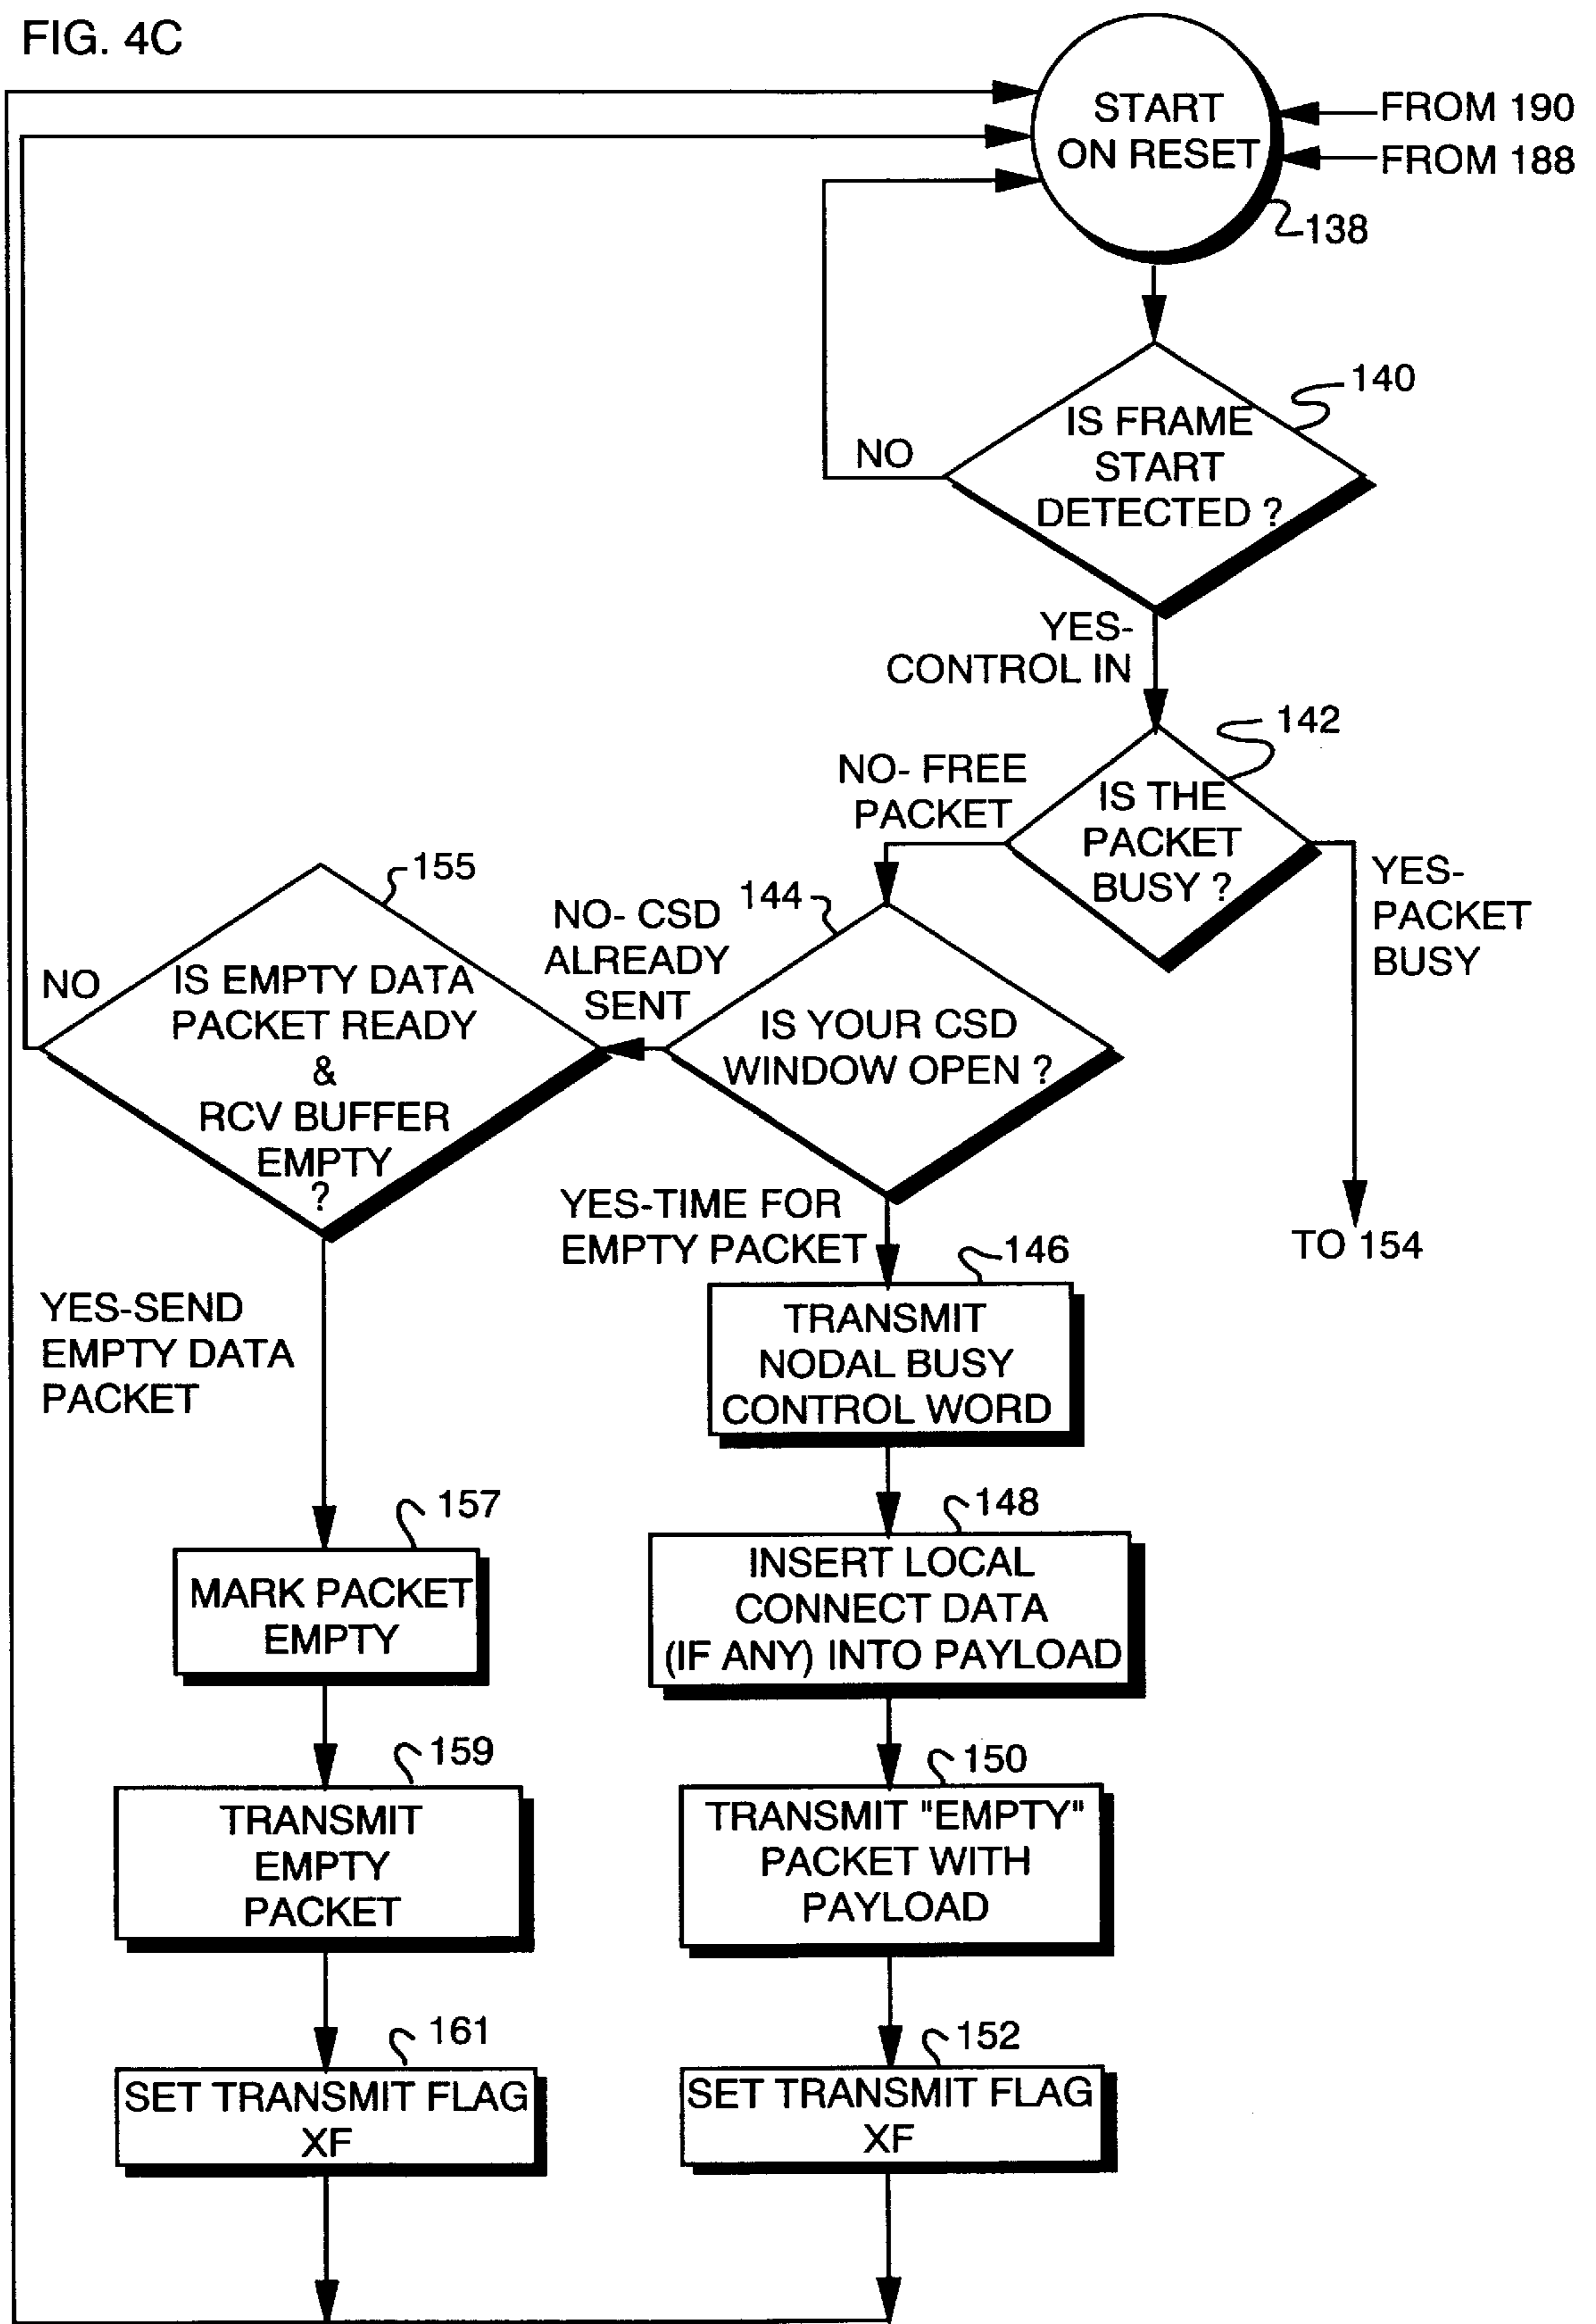 FIG. 4C
START
ON RESET
FROM 190
FROM 188
138
IS FRAME
START
DETECTED ?
140
NO
YES-
CONTROL IN
142
IS THE
PACKET
BUSY ?
NO- FREE
PACKET
YES-
PACKET
BUSY
TO 154
144
IS YOUR CSD
WINDOW OPEN ?
NO- CSD
ALREADY
SENT
155
IS EMPTY DATA
PACKET READY
&
RCV BUFFER
EMPTY
?
NO
YES-TIME FOR
EMPTY PACKET
146
TRANSMIT
NODAL BUSY
CONTROL WORD
YES-SEND
EMPTY DATA
PACKET
148
INSERT LOCAL
CONNECT DATA
(IF ANY) INTO PAYLOAD
157
MARK PACKET
EMPTY
150
TRANSMIT "EMPTY"
PACKET WITH
PAYLOAD
159
TRANSMIT
EMPTY
PACKET
152
SET TRANSMIT FLAG
XF
161
SET TRANSMIT FLAG
XF